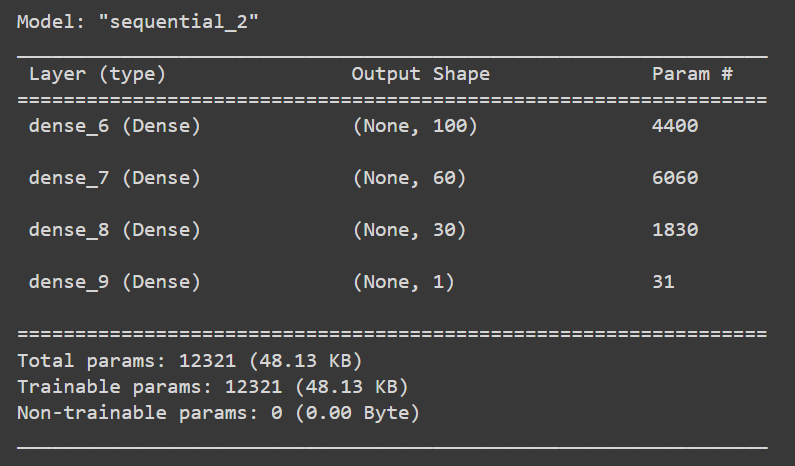 Model: "sequential_2"
Layer (type) Output Shape Param #
=================================================================
dense_6 (Dense) (None, 100) 4400
dense_7 (Dense) (None, 60) 6060
dense_8 (Dense) (None, 30) 1830
dense_9 (Dense) (None, 1) 31
=================================================================
Total params: 12321 (48.13 KB)
Trainable params: 12321 (48.13 KB)
Non-trainable params: 0 (0.00 Byte)